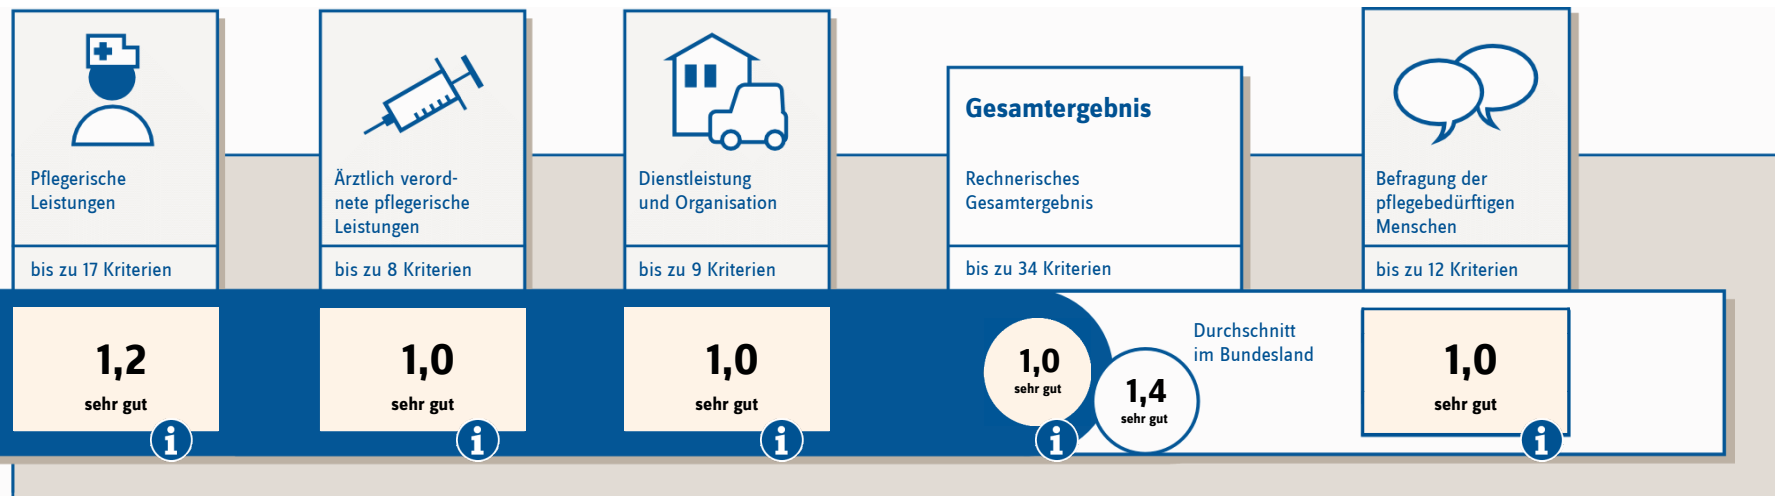 Pflegerische
Leistungen
bis zu 17 Kriterien
1,2
sehr gut
i
Ärztlich verord-
nete pflegerische
Leistungen
bis zu 8 Kriterien
1,0
sehr gut
i
Dienstleistung
und Organisation
bis zu 9 Kriterien
1,0
sehr gut
i
Gesamtergebnis
Rechnerisches
Gesamtergebnis
bis zu 34 Kriterien
1,0
sehr gut
i
1,4
sehr gut
Durchschnitt
im Bundesland
Befragung der
pflegebedürftigen
Menschen
bis zu 12 Kriterien
1,0
sehr gut
i